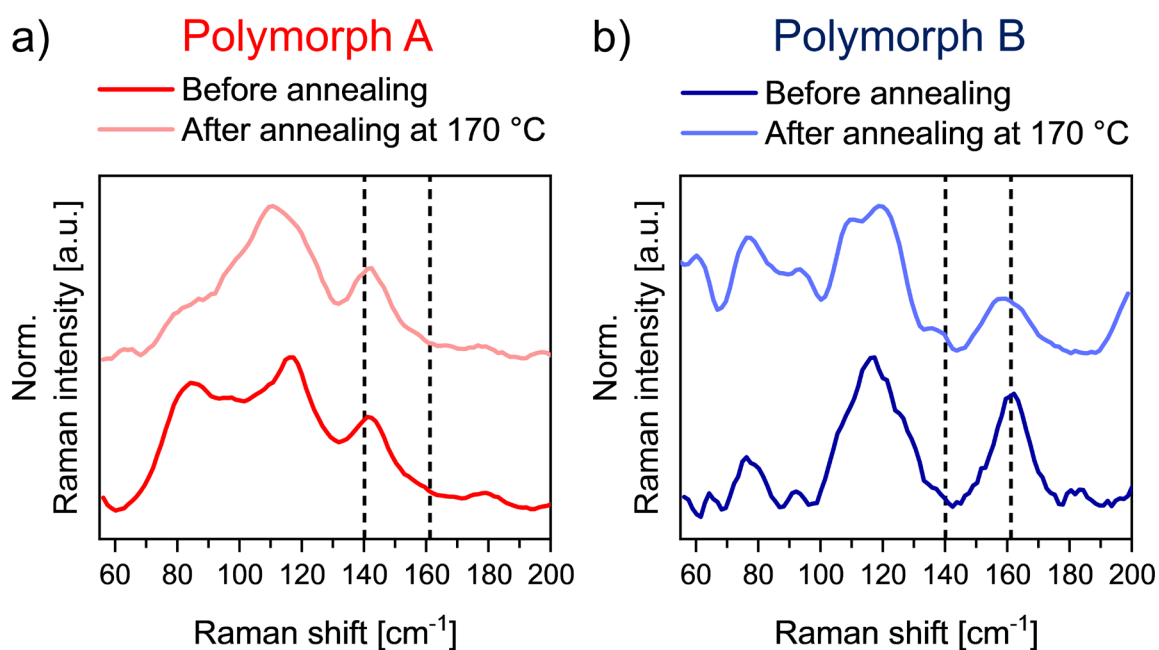 a) Polymorph A
Before annealing
After annealing at 170 °C
Norm.
Raman intensity [a.u.]
60 80 100 120 140 160 180 200
Raman shift [cm-1]
b) Polymorph B
Before annealing
After annealing at 170 °C
Norm.
Raman intensity [a.u.]
60 80 100 120 140 160 180 200
Raman shift [cm-1]